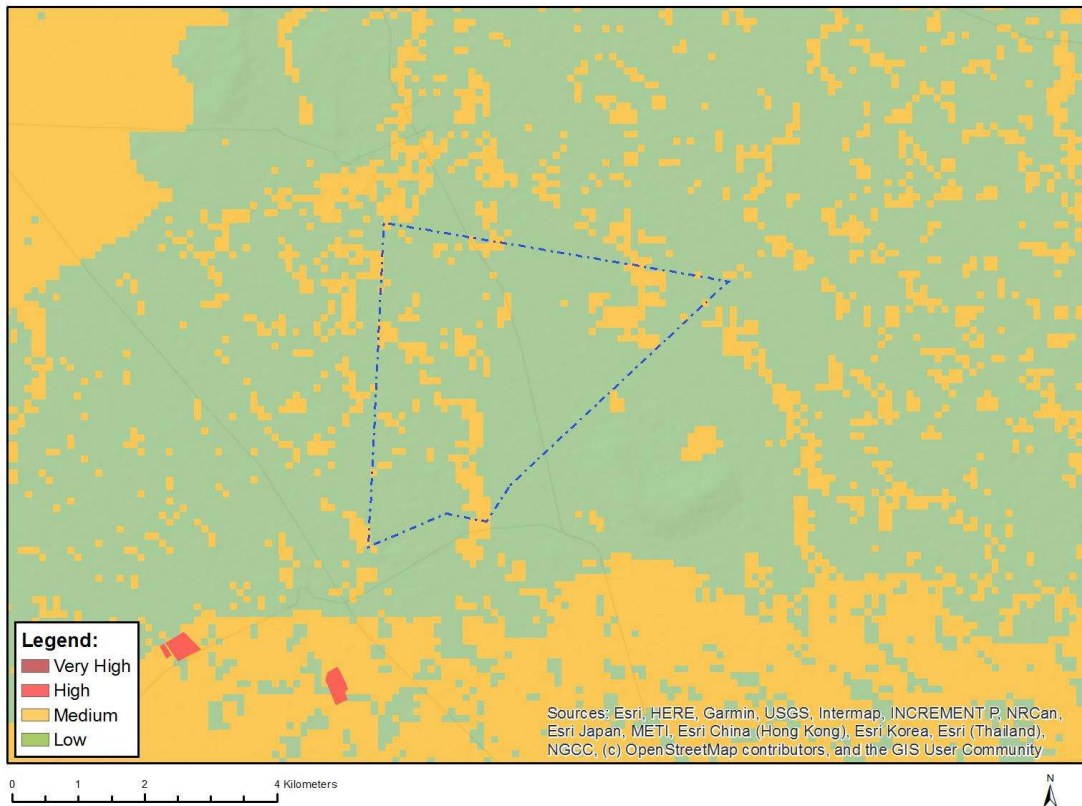 Legend:
Very High
High
Medium
Low
Sources: Esri, HERE, Garmin, USGS, Intermap, INCREMENT P, NRCan,
Esri Japan, METI, Esri China (Hong Kong), Esri Korea, Esri (Thailand),
NGCC, (c) OpenStreetMap contributors, and the GIS User Community
0 1 2 4 Kilometers
N